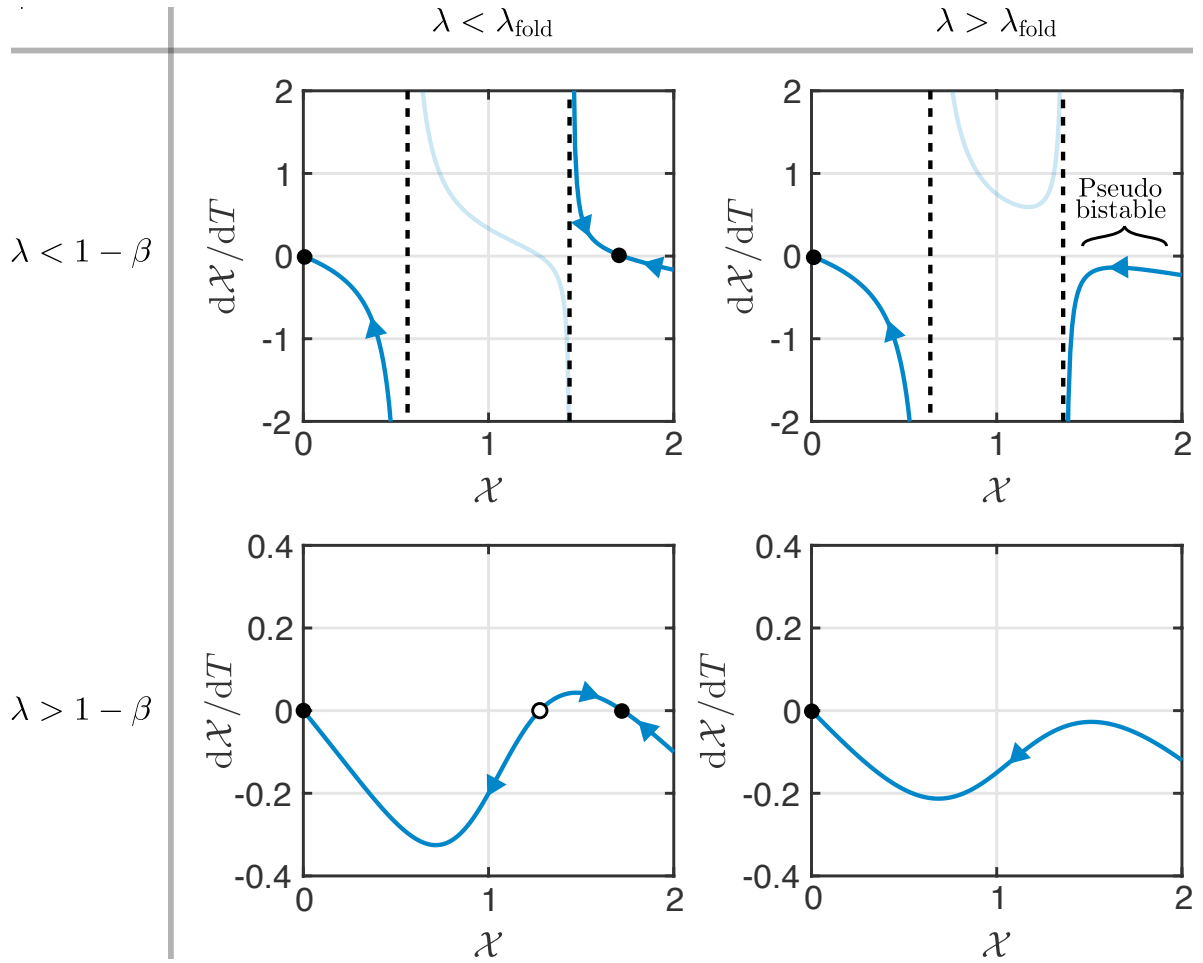 λ < λ_fold
λ > λ_fold
λ < 1 − β
d𝒳/dT
2
1
0
-1
-2
0
1
2
𝒳
d𝒳/dT
2
1
0
-1
-2
Pseudo
bistable
0
1
2
𝒳
λ > 1 − β
d𝒳/dT
0.4
0.2
0
-0.2
-0.4
0
1
2
𝒳
d𝒳/dT
0.4
0.2
0
-0.2
-0.4
0
1
2
𝒳